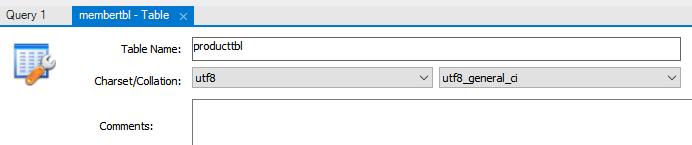 Query 1
membertbl - Table
Table Name: producttbl
Charset/Collation: utf8 utf8_general_ci
Comments: